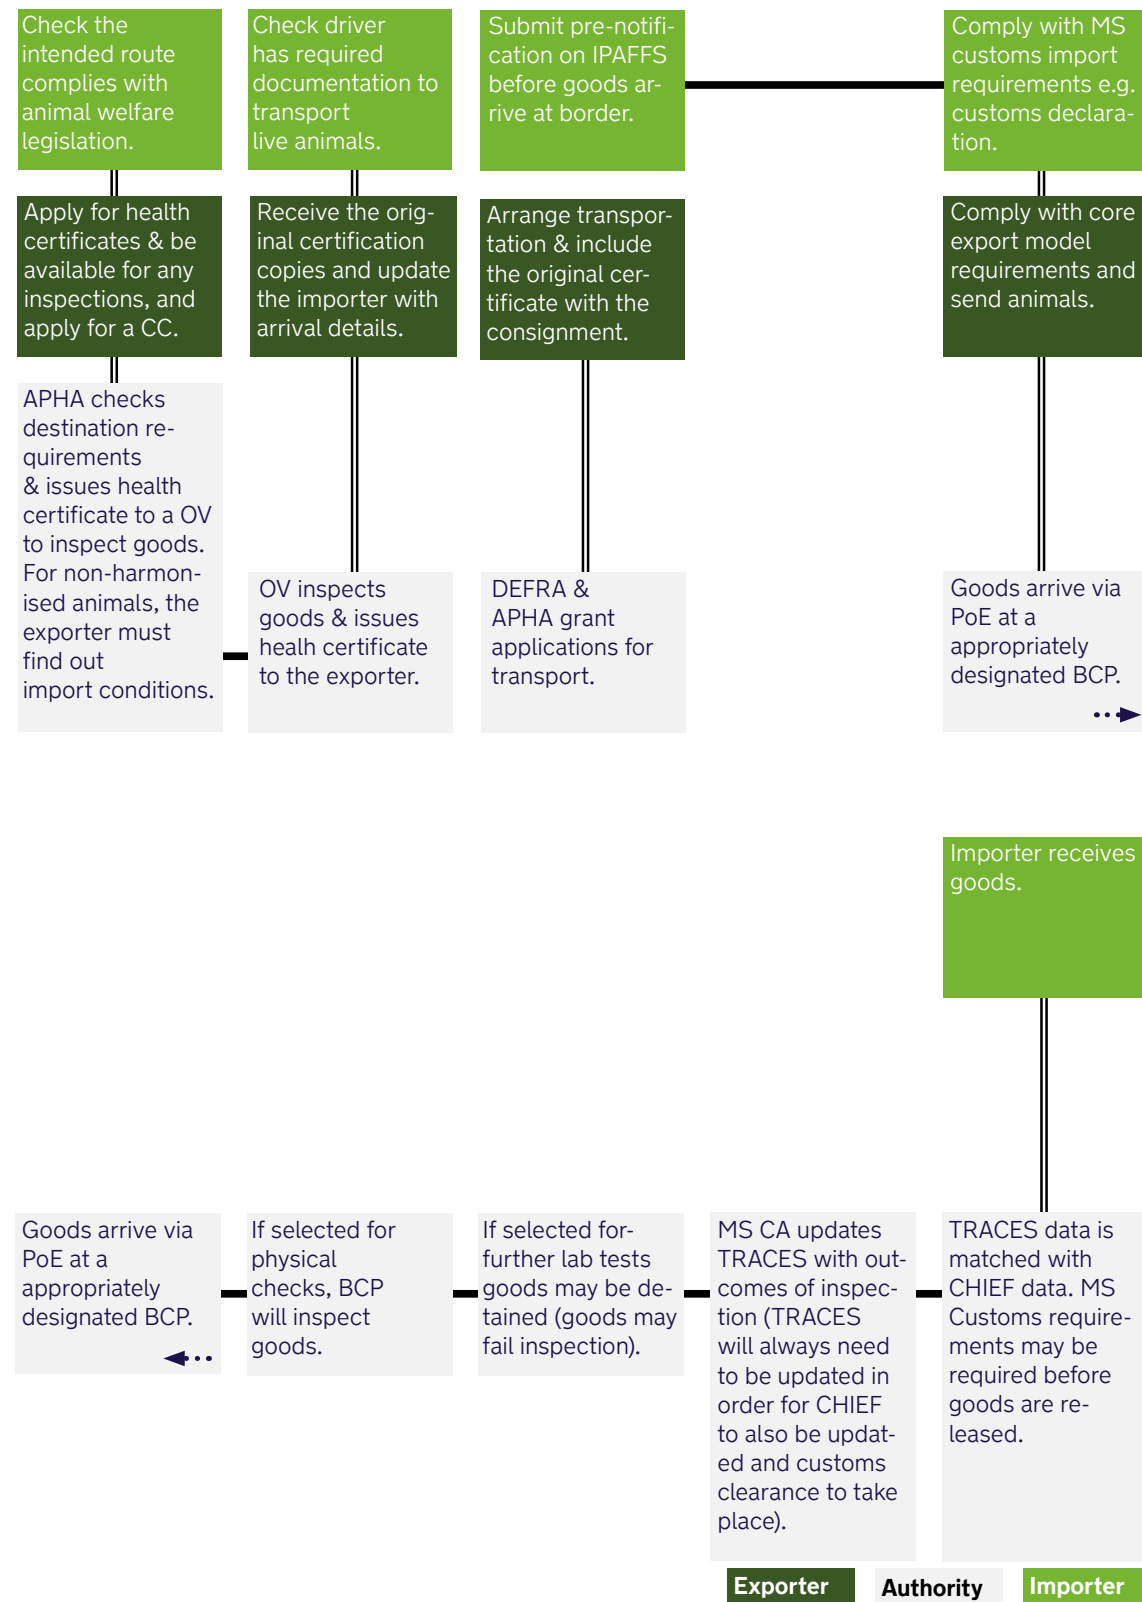 Check the
intended route
complies with
animal welfare
legislation.
Check driver
has required
documentation to
transport
live animals.
Submit pre-notifi-
cation on IPAFFS
before goods ar-
rive at border.
Comply with MS
customs import
requirements e.g.
customs declara-
tion.
Apply for health
certificates & be
available for any
inspections, and
apply for a CC.
Receive the orig-
inal certification
copies and update
the importer with
arrival details.
Arrange transpor-
tation & include
the original cer-
tificate with the
consignment.
Comply with core
export model
requirements and
send animals.
APHA checks
destination re-
quirements
& issues health
certificate to a OV
to inspect goods.
For non-harmon-
ised animals, the
exporter must
find out
import conditions.
OV inspects
goods & issues
healh certificate
to the exporter.
DEFRA &
APHA grant
applications for
transport.
Goods arrive via
PoE at a
appropriately
designated BCP.
Importer receives
goods.
Goods arrive via
PoE at a
appropriately
designated BCP.
If selected for
physical
checks, BCP
will inspect
goods.
If selected for-
further lab tests
goods may be de-
tained (goods may
fail inspection).
MS CA updates
TRACES with out-
comes of inspec-
tion (TRACES
will always need
to be updated in
order for CHIEF
to also be updat-
ed and customs
clearance to take
place).
TRACES data is
matched with
CHIEF data. MS
Customs require-
ments may be
required before
goods are re-
leased.
Exporter
Authority
Importer